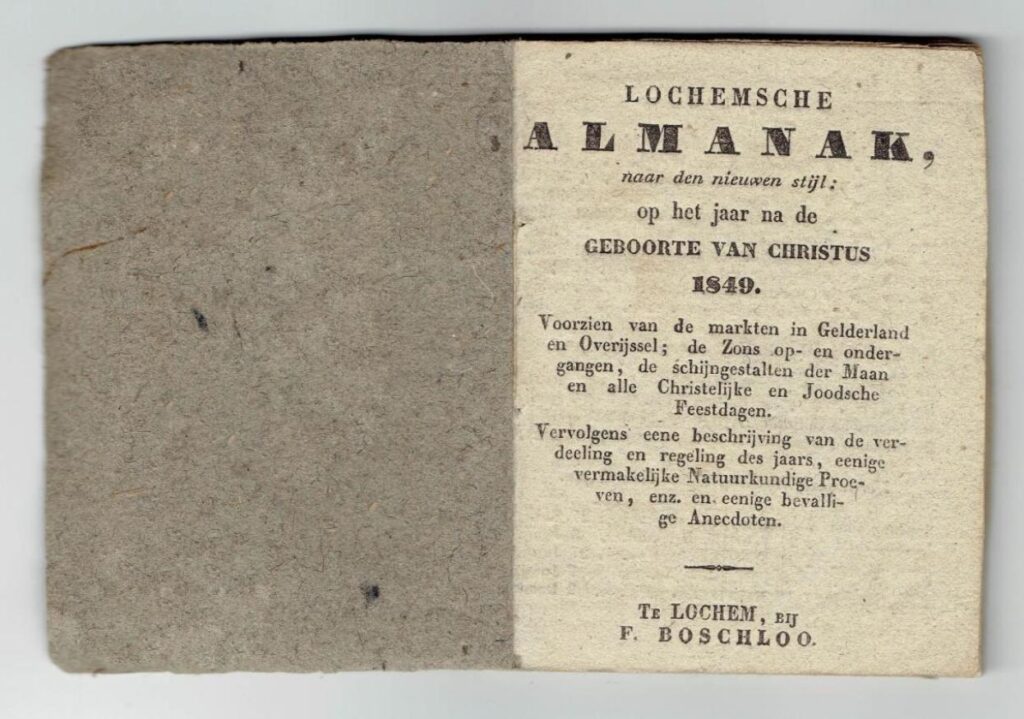 LOCHEMSCHE
ALMANAK,
naar den nieuwen stijl:
op het jaar na de
GEBOORTE VAN CHRISTUS
1849.
Voorzien van de markten in Gelderland
en Overijssel; de Zons op- en onder-
gangen, de schijngestalten der Maan
en alle Christelijke en Joodsche
Feestdagen.
Vervolgens eene beschrijving van de ver-
deeling en regeling des jaars, eenige
vermakelijke Natuurkundige Proe-
ven, enz. en eenige bevalli-
ge Anecdoten.
TE LOCHEM, BIJ
F. BOSCHLOO.